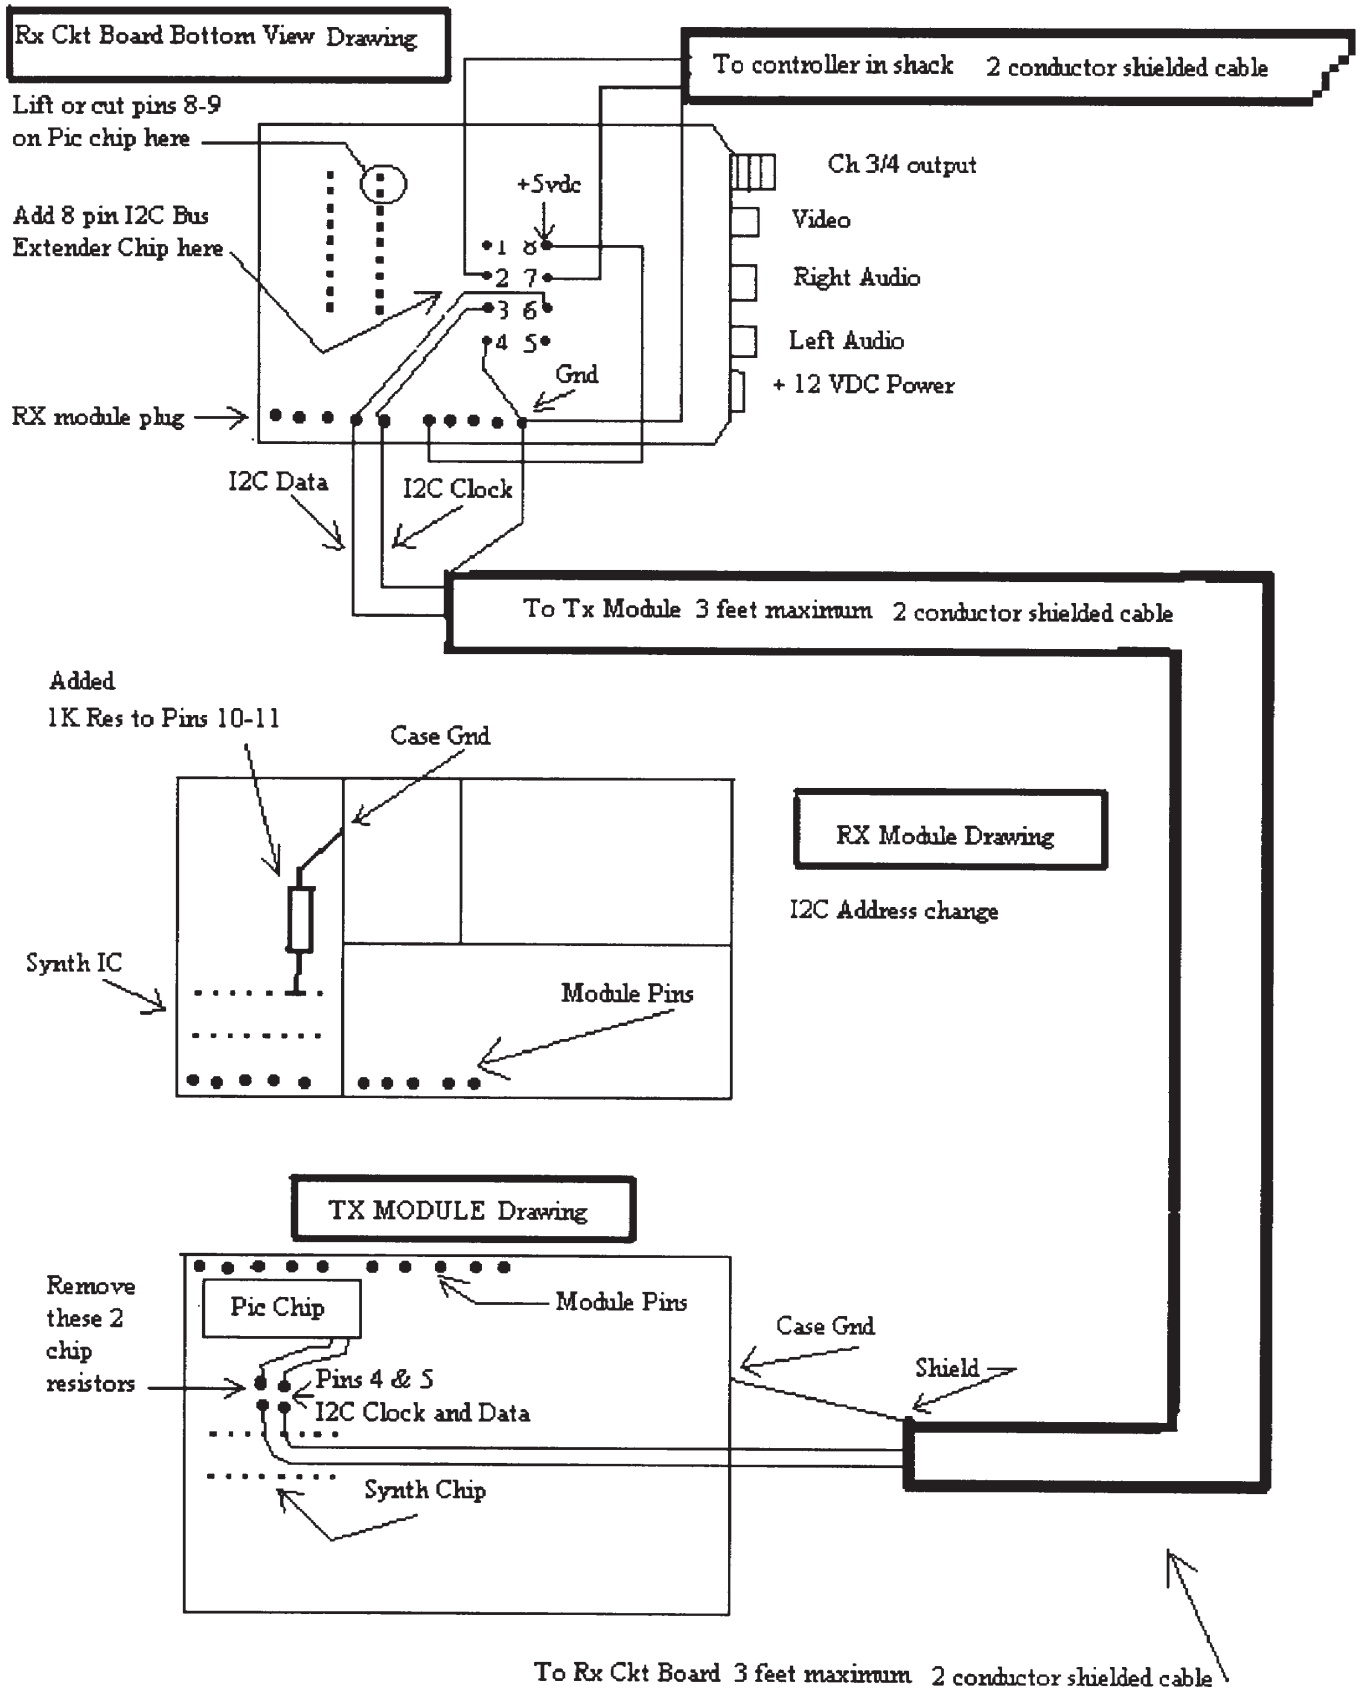 Rx Ckt Board Bottom View Drawing
To controller in shack 2 conductor shielded cable
Lift or cut pins 8-9
on Pic chip here
Ch 3/4 output
+5vdc
Add 8 pin I2C Bus
Extender Chip here
Video
1 8
2 7
3 6
4 5
Right Audio
Left Audio
Gnd
+ 12 VDC Power
RX module plug
I2C Data
I2C Clock
To Tx Module 3 feet maximum 2 conductor shielded cable
Added
1K Res to Pins 10-11
Case Gnd
RX Module Drawing
I2C Address change
Synth IC
Module Pins
TX MODULE Drawing
Remove
these 2
chip
resistors
Pic Chip
Module Pins
Case Gnd
Shield
Pins 4 & 5
I2C Clock and Data
Synth Chip
To Rx Ckt Board 3 feet maximum 2 conductor shielded cable